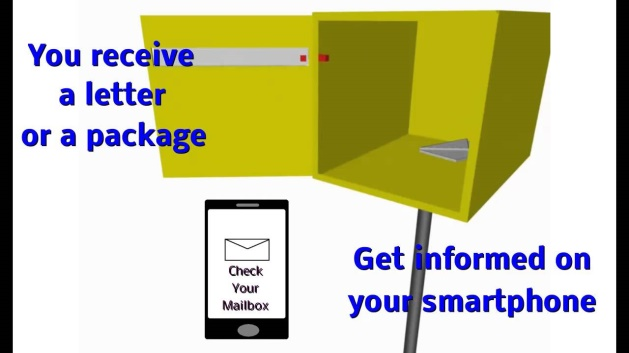 You receive
a letter
or a package
Check
Your
Mailbox
Get informed on
your smartphone